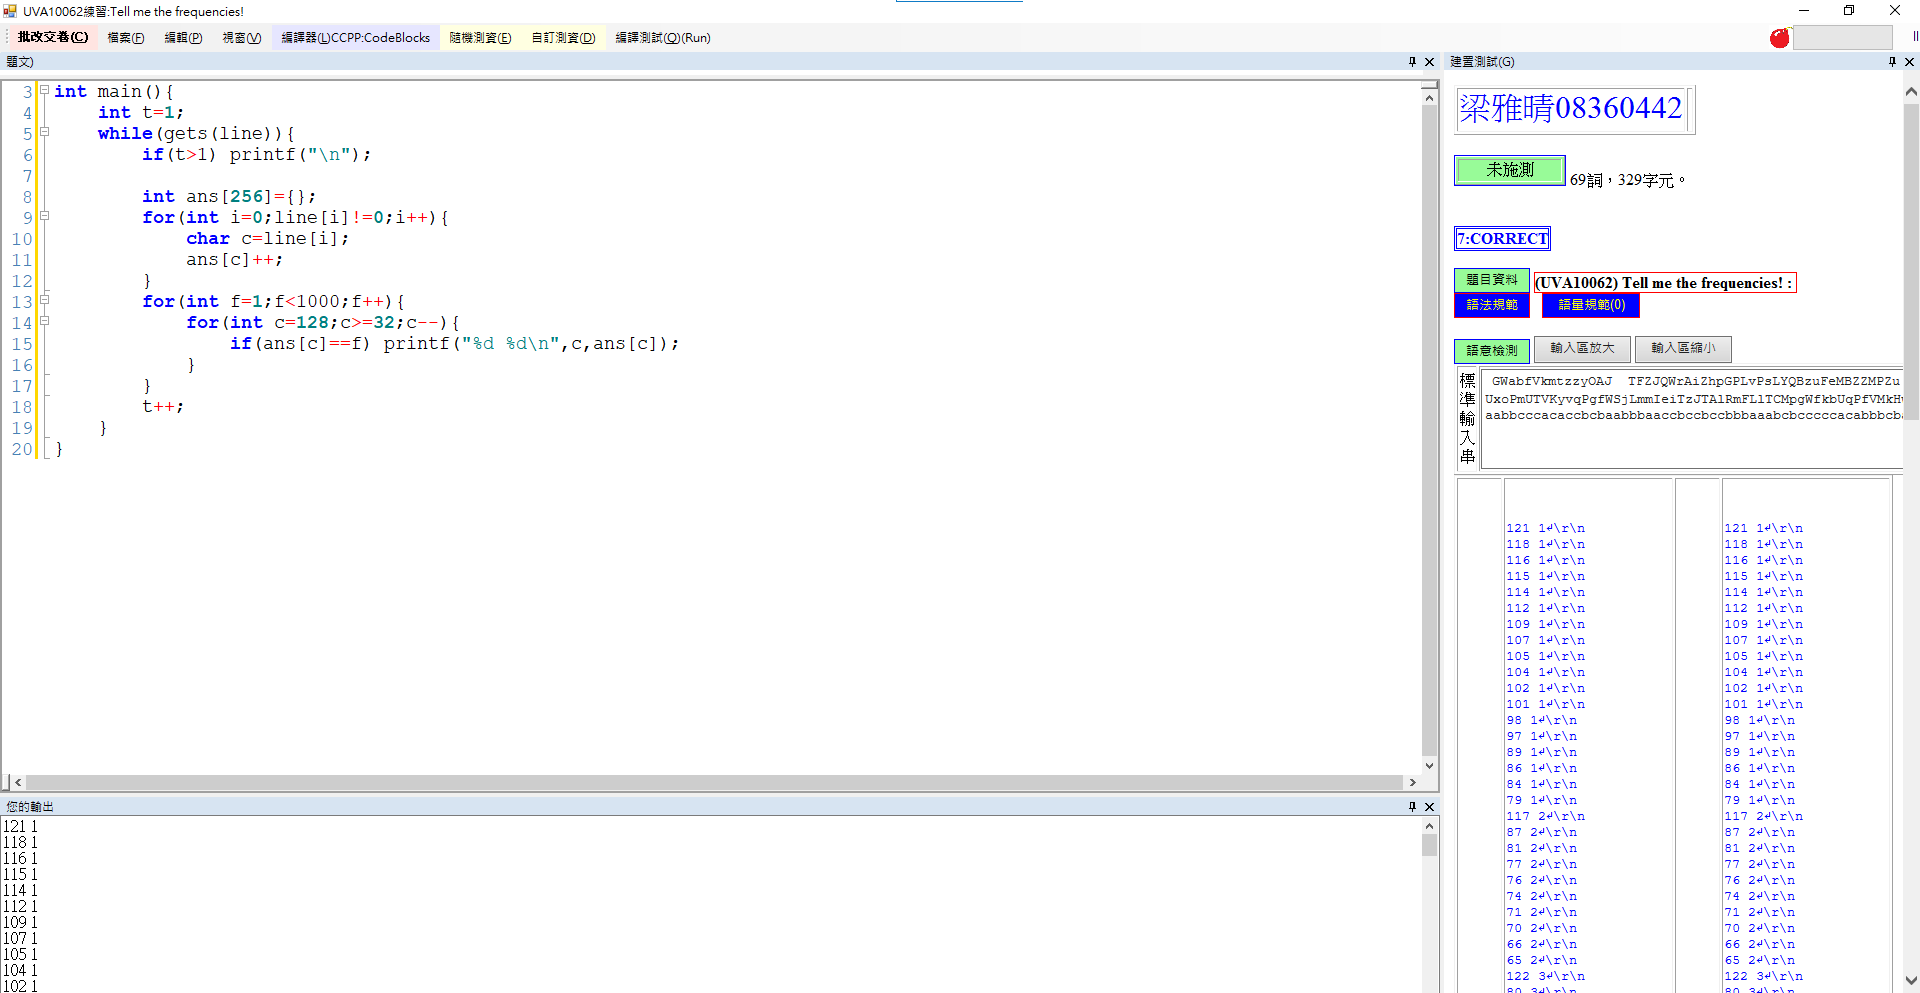 UVA10062練習:Tell me the frequencies!
批改交卷(C) 檔案(F) 編輯(P) 視窗(V) 編譯器(L)CCPP:CodeBlocks 隨機測資(E) 自訂測資(D) 編譯測試(Q)(Run)
題文)
3 int main(){
4 int t=1;
5 while(gets(line)){
6 if(t>1) printf("\n");
7
8 int ans[256]={};
9 for(int i=0;line[i]!=0;i++){
10 char c=line[i];
11 ans[c]++;
12 }
13 for(int f=1;f<1000;f++){
14 for(int c=128;c>=32;c--){
15 if(ans[c]==f) printf("%d %d\n",c,ans[c]);
16 }
17 }
18 t++;
19 }
20 }
您的輸出
121 1
118 1
116 1
115 1
114 1
112 1
109 1
107 1
105 1
104 1
102 1
建置測試(G)
梁雅晴08360442
未施測 69詞，329字元。
7:CORRECT
題目資料 (UVA10062) Tell me the frequencies! :
語法規範 語量規範(0)
語意檢測 輸入區放大 輸入區縮小
標準輸入串
GWabfVkmtzzyOAJ TFZJQWrAiZhpGPLvPsLYQBzuFeMBZZMPZu
UxoPmUTVKyvqPgfWSjLmmIeiTzJTAlRmFLlTCMpgWfkbUqPfVMkH
aabbcccacaccbcbaabbbaaccbccbccbbbaaabcbcccccacabbbcb
121 1↲\r\n 121 1↲\r\n
118 1↲\r\n 118 1↲\r\n
116 1↲\r\n 116 1↲\r\n
115 1↲\r\n 115 1↲\r\n
114 1↲\r\n 114 1↲\r\n
112 1↲\r\n 112 1↲\r\n
109 1↲\r\n 109 1↲\r\n
107 1↲\r\n 107 1↲\r\n
105 1↲\r\n 105 1↲\r\n
104 1↲\r\n 104 1↲\r\n
102 1↲\r\n 102 1↲\r\n
101 1↲\r\n 101 1↲\r\n
98 1↲\r\n 98 1↲\r\n
97 1↲\r\n 97 1↲\r\n
89 1↲\r\n 89 1↲\r\n
86 1↲\r\n 86 1↲\r\n
84 1↲\r\n 84 1↲\r\n
79 1↲\r\n 79 1↲\r\n
117 2↲\r\n 117 2↲\r\n
87 2↲\r\n 87 2↲\r\n
81 2↲\r\n 81 2↲\r\n
77 2↲\r\n 77 2↲\r\n
76 2↲\r\n 76 2↲\r\n
74 2↲\r\n 74 2↲\r\n
71 2↲\r\n 71 2↲\r\n
70 2↲\r\n 70 2↲\r\n
66 2↲\r\n 66 2↲\r\n
65 2↲\r\n 65 2↲\r\n
122 3↲\r\n 122 3↲\r\n
80 3↲\r\n 80 3↲\r\n